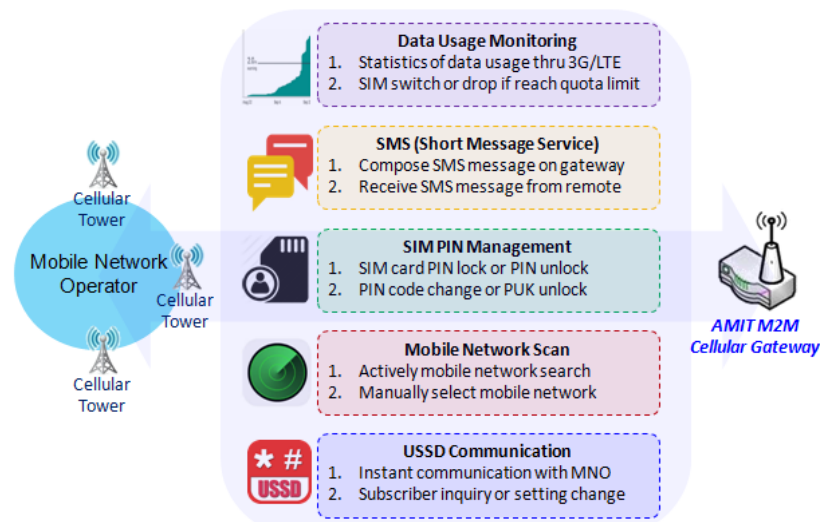 Data Usage Monitoring
1. Statistics of data usage thru 3G/LTE
2. SIM switch or drop if reach quota limit
SMS (Short Message Service)
1. Compose SMS message on gateway
2. Receive SMS message from remote
Cellular
Tower
Mobile Network
Operator
Cellular
Tower
Cellular
Tower
SIM PIN Management
1. SIM card PIN lock or PIN unlock
2. PIN code change or PUK unlock
AMIT M2M
Cellular Gateway
Mobile Network Scan
1. Actively mobile network search
2. Manually select mobile network
* #
USSD
USSD Communication
1. Instant communication with MNO
2. Subscriber inquiry or setting change